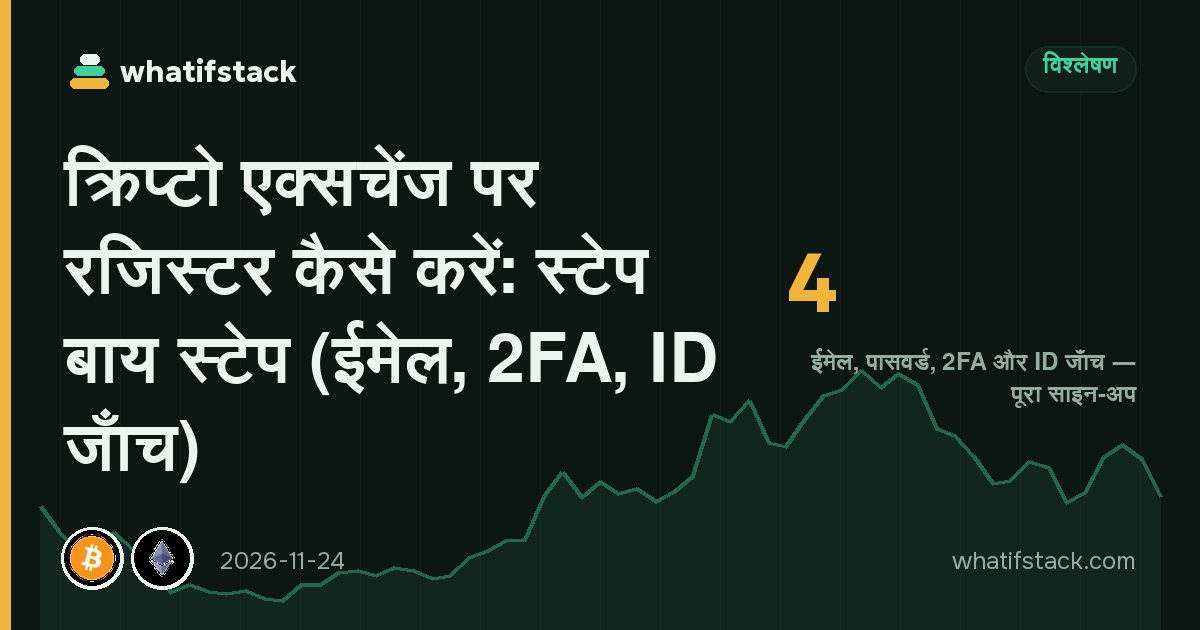 whatifstack
विश्लेषण
क्रिप्टो एक्सचेंज पर
रजिस्टर कैसे करें: स्टेप
बाय स्टेप (ईमेल, 2FA, ID
जाँच)
4
ईमेल, पासवर्ड, 2FA और ID जाँच —
पूरा साइन-अप
2026-11-24
whatifstack.com